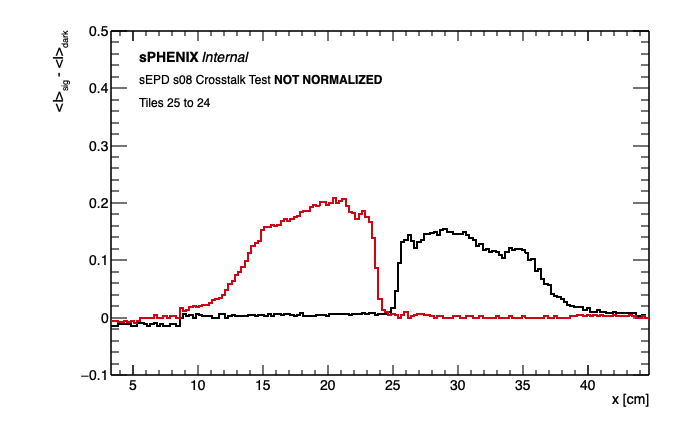 <I>sig - <I>dark
0.5
sPHENIX Internal
sEPD s08 Crosstalk Test NOT NORMALIZED
0.4
Tiles 25 to 24
0.3
0.2
0.1
0
−0.1
5 10 15 20 25 30 35 40
x [cm]